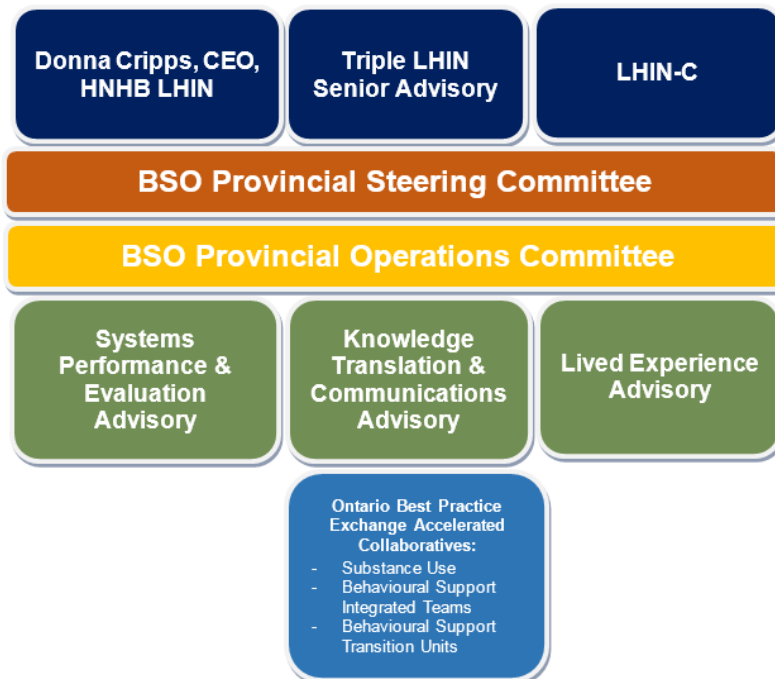 Donna Cripps, CEO,
HNHB LHIN
Triple LHIN
Senior Advisory
LHIN-C
BSO Provincial Steering Committee
BSO Provincial Operations Committee
Systems
Performance &
Evaluation
Advisory
Knowledge
Translation &
Communications
Advisory
Lived Experience
Advisory
Ontario Best Practice
Exchange Accelerated
Collaboratives:
- Substance Use
- Behavioural Support
Integrated Teams
- Behavioural Support
Transition Units